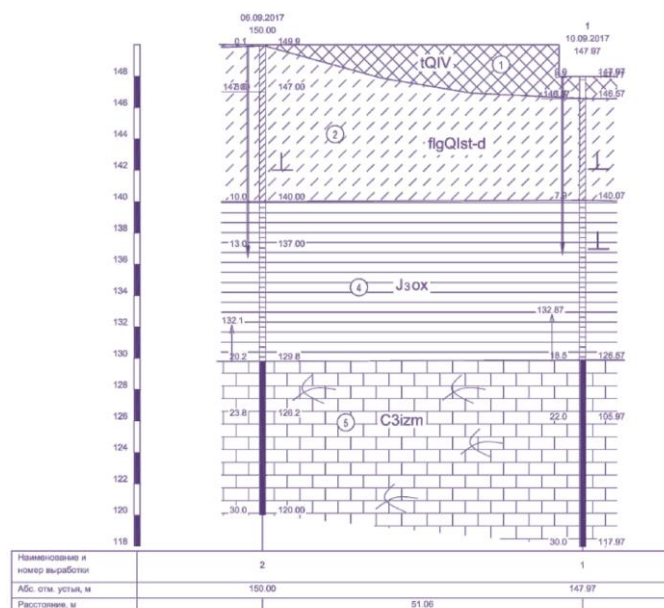 06.09.2017
150.00
1
10.09.2017
147.97
0.1 149.9
tQIV 1
148
147.00
146.57
146
144
2
flgQIst-d
142
140 10.0 140.00 7.9 140.07
138
13.0 137.00
136
134 4 J3ox
132 132.1 132.87
130
20.2 129.8 18.5 126.57
128
126 23.8 126.2 5 C3izm 22.0 105.97
124
122
120 30.0 120.00
118 30.0 117.97
Наименование и
номер выработки 2 1
Абс. отм. устья, м 150.00 147.97
Расстояние, м 51.06